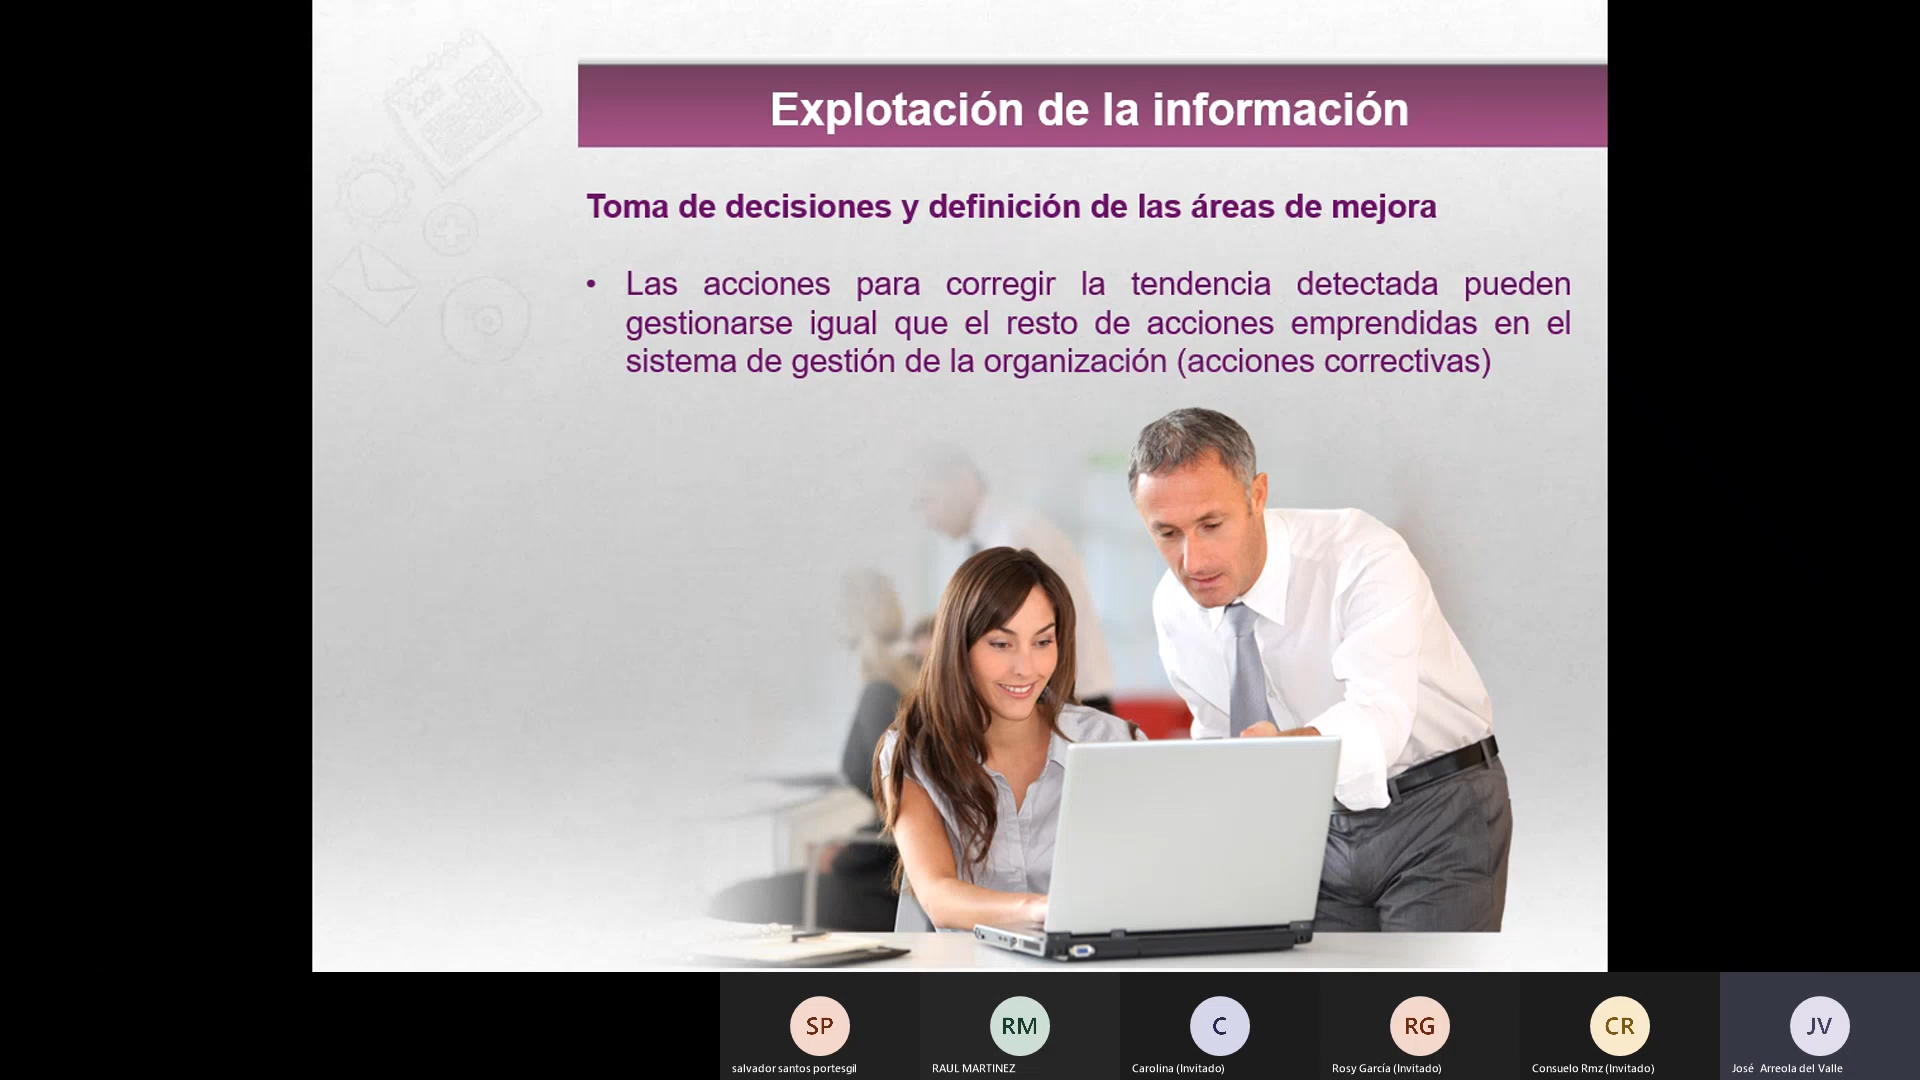 Explotación de la información
Toma de decisiones y definición de las áreas de mejora
• Las acciones para corregir la tendencia detectada pueden
gestionarse igual que el resto de acciones emprendidas en el
sistema de gestión de la organización (acciones correctivas)
SP
RM
C
RG
CR
JV
salvador santos portesgil
RAUL MARTINEZ
Carolina (Invitado)
Rosy García (Invitado)
Consuelo Rmz (Invitado)
José Arreola del Valle